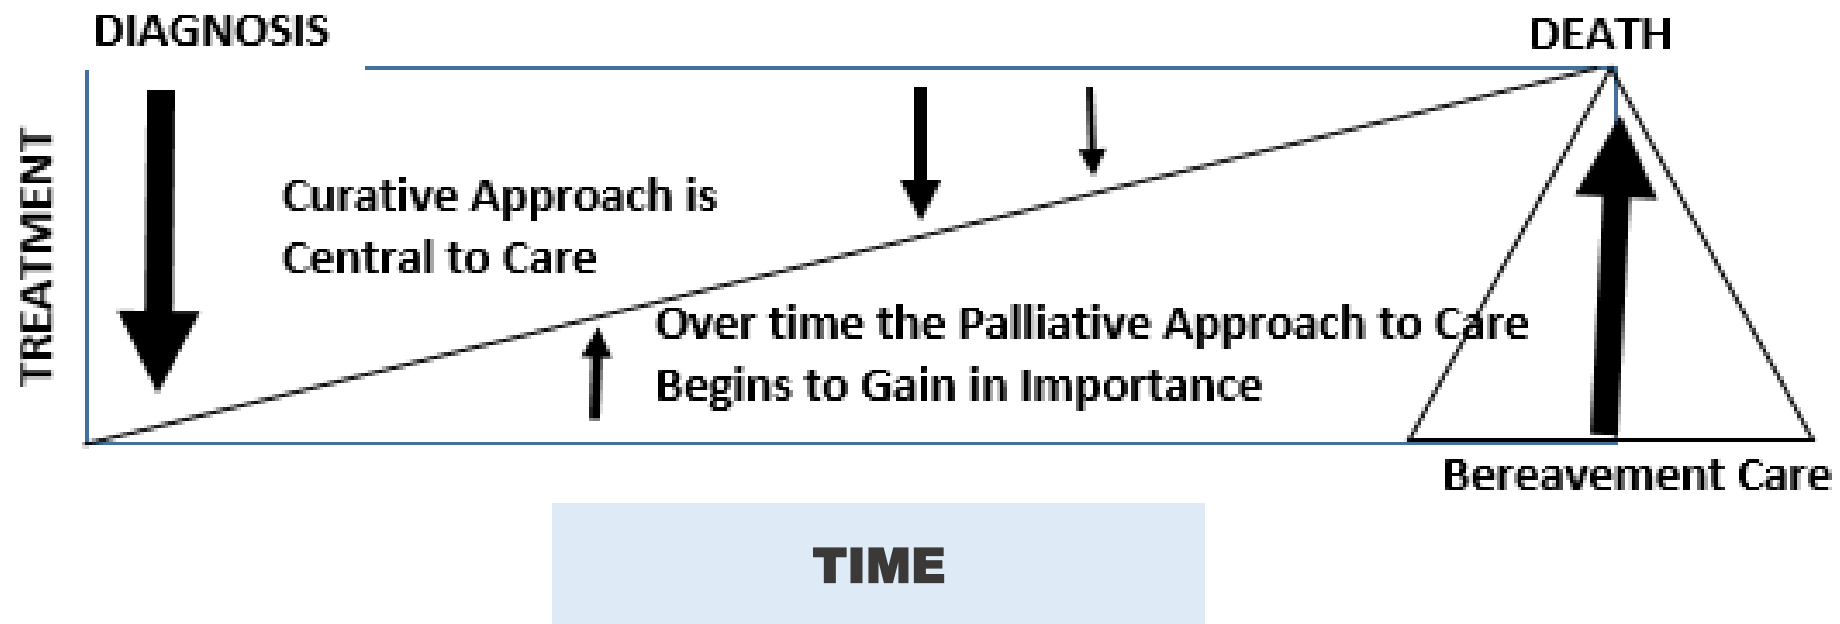 DIAGNOSIS
DEATH
TREATMENT
Curative Approach is
Central to Care
Over time the Palliative Approach to Care
Begins to Gain in Importance
Bereavement Care
TIME